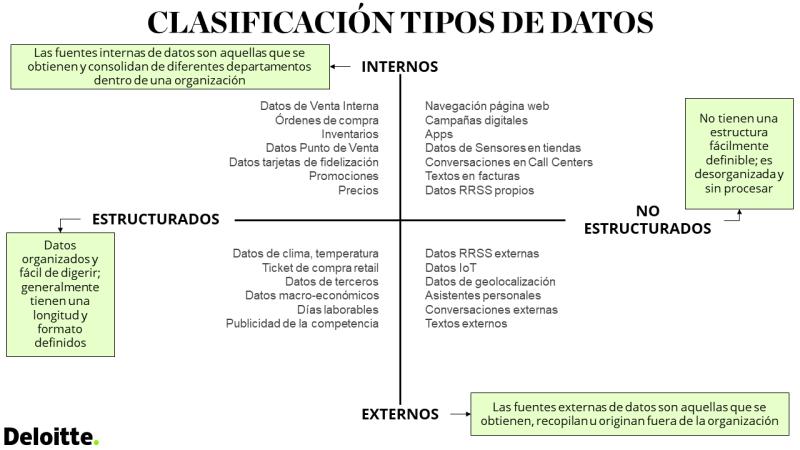 CLASIFICACIÓN TIPOS DE DATOS
Las fuentes internas de datos son aquellas que se
obtienen y consolidan de diferentes departamentos
dentro de una organización
INTERNOS
Datos de Venta Interna
Órdenes de compra
Inventarios
Datos Punto de Venta
Datos tarjetas de fidelización
Promociones
Precios
Navegación página web
Campañas digitales
Apps
Datos de Sensores en tiendas
Conversaciones en Call Centers
Textos en facturas
Datos RRSS propios
No tienen una
estructura
fácilmente
definible; es
desorganizada y
sin procesar
ESTRUCTURADOS
NO
ESTRUCTURADOS
Datos
organizados y
fácil de digerir;
generalmente
tienen una
longitud y
formato
definidos
Datos de clima, temperatura
Ticket de compra retail
Datos de terceros
Datos macro-económicos
Días laborables
Publicidad de la competencia
Datos RRSS externas
Datos IoT
Datos de geolocalización
Asistentes personales
Conversaciones externas
Textos externos
EXTERNOS
Las fuentes externas de datos son aquellas que se
obtienen, recopilan u originan fuera de la organización
Deloitte.